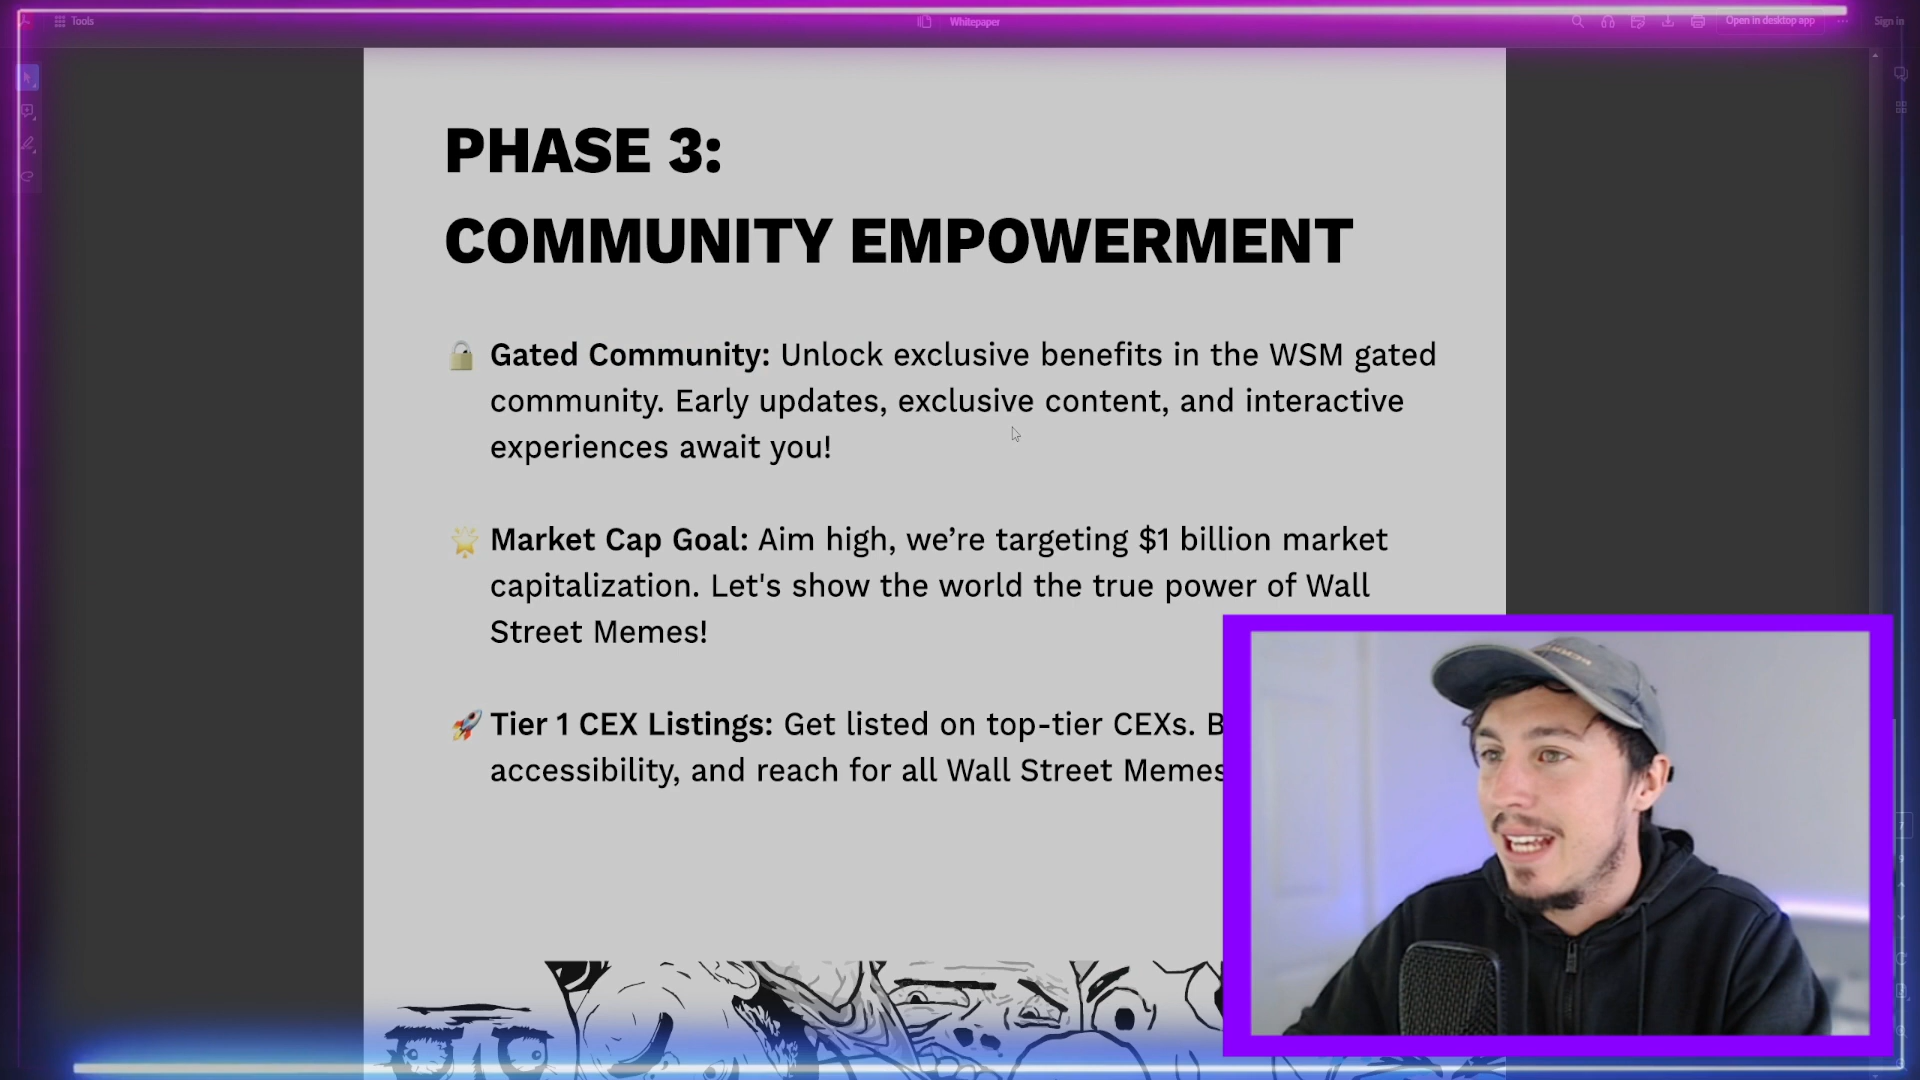 Tools
Whitepaper
Open in desktop app
Sign in
PHASE 3:
COMMUNITY EMPOWERMENT
Gated Community: Unlock exclusive benefits in the WSM gated
community. Early updates, exclusive content, and interactive
experiences await you!
Market Cap Goal: Aim high, we’re targeting $1 billion market
capitalization. Let's show the world the true power of Wall
Street Memes!
Tier 1 CEX Listings: Get listed on top-tier CEXs. B
accessibility, and reach for all Wall Street Memes
7
9